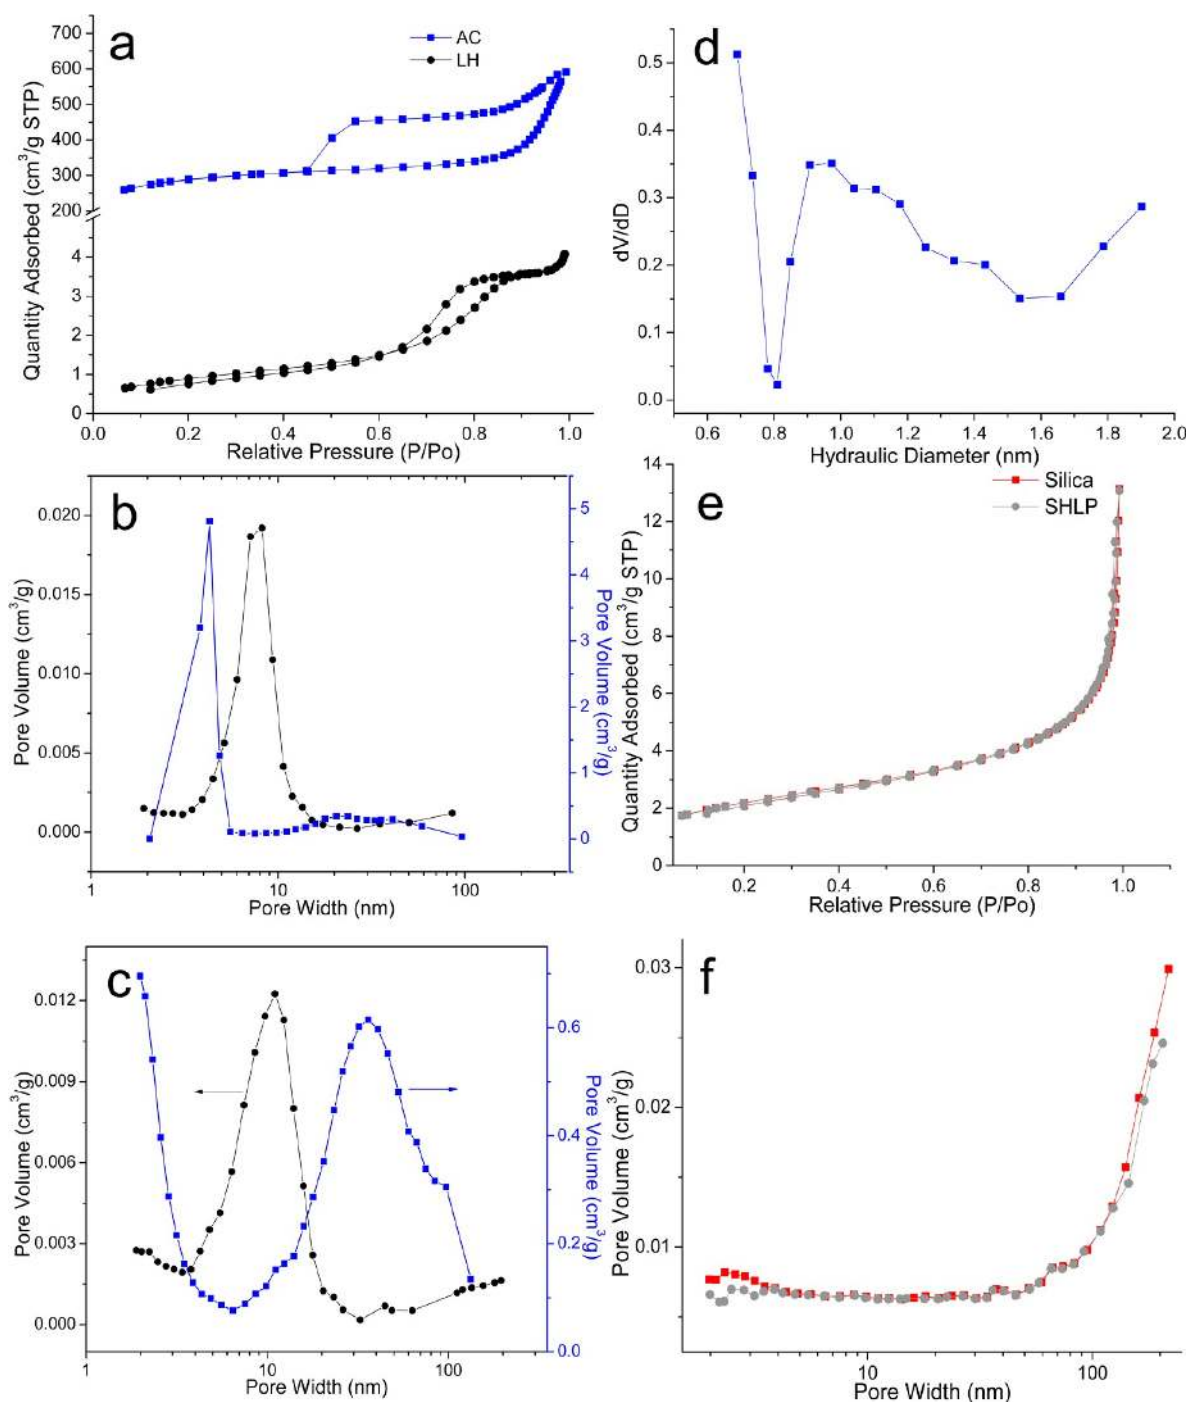 a
AC
LH
700
600
500
400
300
200
4
3
2
1
0
Quantity Adsorbed (cm³/g STP)
0.0 0.2 0.4 0.6 0.8 1.0
Relative Pressure (P/Po)
d
0.5
0.4
0.3
0.2
0.1
0.0
dV/dD
0.6 0.8 1.0 1.2 1.4 1.6 1.8 2.0
Hydraulic Diameter (nm)
b
0.020
0.015
0.010
0.005
0.000
Pore Volume (cm³/g)
5
4
3
2
1
0
Pore Volume (cm³/g)
1 10 100
Pore Width (nm)
e
Silica
SHLP
14
12
10
8
6
4
2
0
Quantity Adsorbed (cm³/g STP)
0.2 0.4 0.6 0.8 1.0
Relative Pressure (P/Po)
c
0.012
0.009
0.006
0.003
0.000
Pore Volume (cm³/g)
0.6
0.4
0.2
0.0
Pore Volume (cm³/g)
1 10 100
Pore Width (nm)
f
0.03
0.02
0.01
Pore Volume (cm³/g)
10 100
Pore Width (nm)